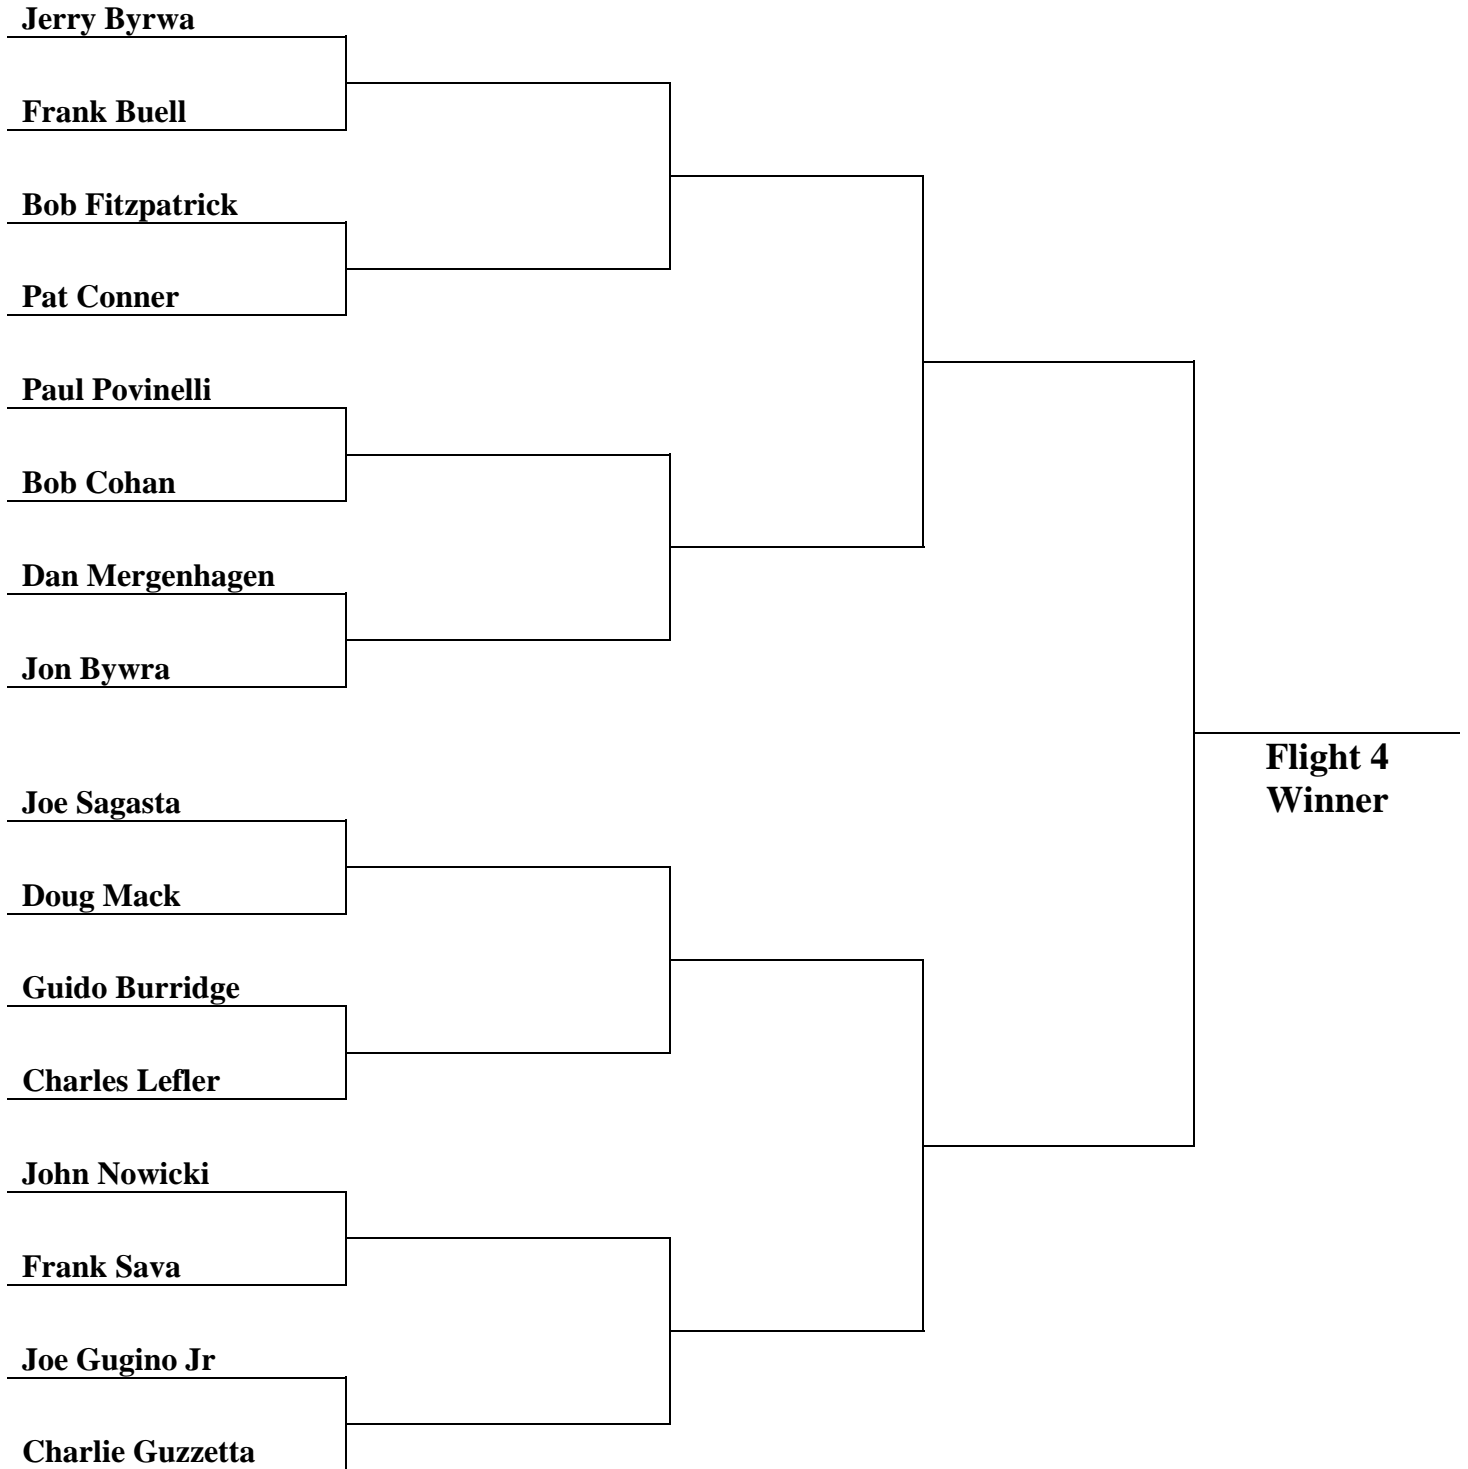 Jerry Byrwa
Frank Buell
Bob Fitzpatrick
Pat Conner
Paul Povinelli
Bob Cohan
Dan Mergenhagen
Jon Bywra
Flight 4
Winner
Joe Sagasta
Doug Mack
Guido Burridge
Charles Lefler
John Nowicki
Frank Sava
Joe Gugino Jr
Charlie Guzzetta